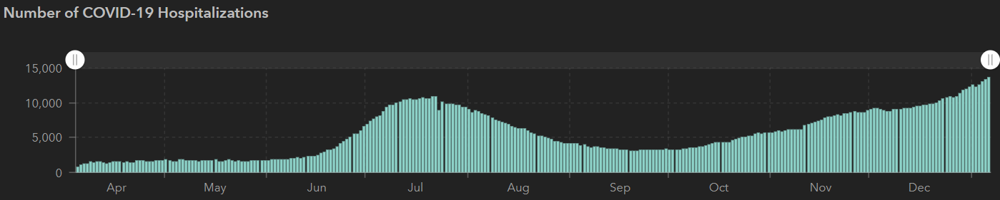 Number of COVID-19 Hospitalizations
15,000
10,000
5,000
0
Apr May Jun Jul Aug Sep Oct Nov Dec